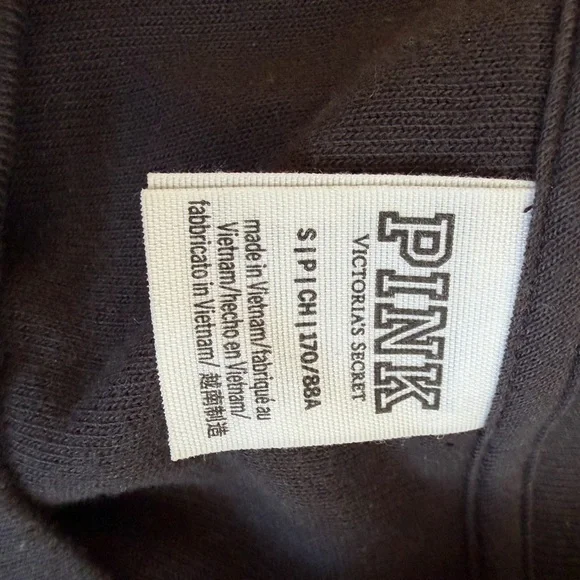 PINK
VICTORIA'S SECRET
S|P|CH|170/88A
made in Vietnam/fabriqué au
Vietnam/hecho en Vietnam/
fabbricato in Vietnam/ 越南制造